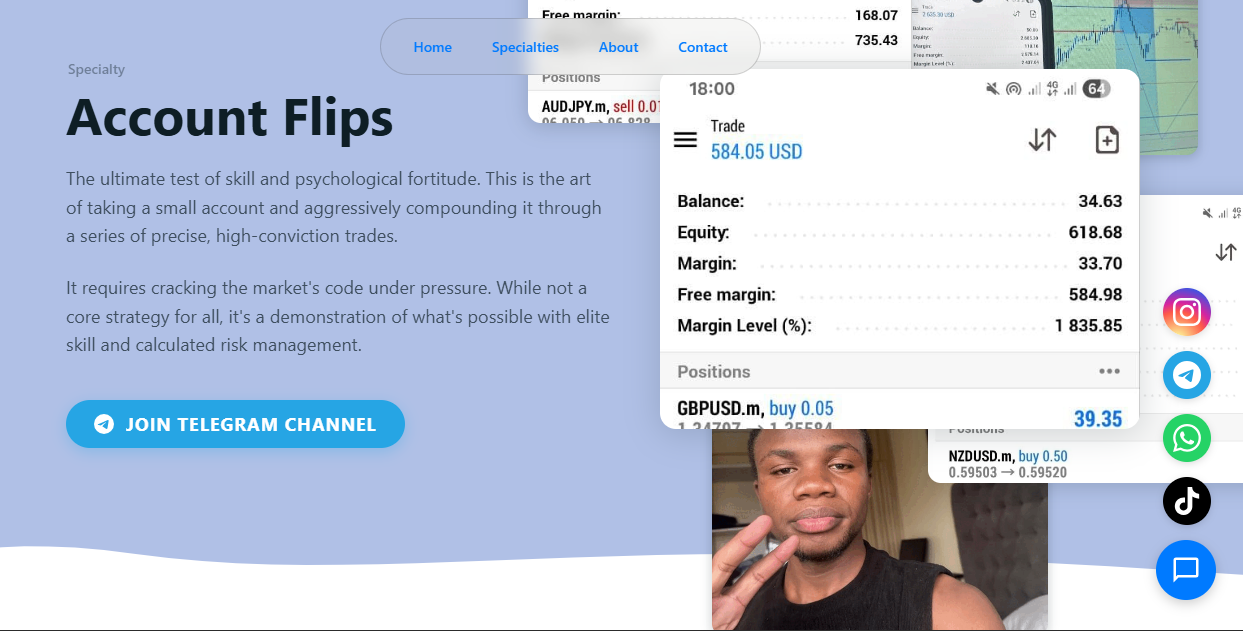 Free margin: 168.07
735.43
Home Specialties About Contact
Positions
AUDJPY.m, sell 0.01
Specialty
Account Flips
The ultimate test of skill and psychological fortitude. This is the art
of taking a small account and aggressively compounding it through
a series of precise, high-conviction trades.
It requires cracking the market's code under pressure. While not a
core strategy for all, it's a demonstration of what's possible with elite
skill and calculated risk management.
JOIN TELEGRAM CHANNEL
18:00 4G 64
Trade
584.05 USD
Balance: 34.63
Equity: 618.68
Margin: 33.70
Free margin: 584.98
Margin Level (%): 1 835.85
Positions
GBPUSD.m, buy 0.05
1.34797 → 1.35584 39.35
4G
Positions
NZDUSD.m, buy 0.50
0.59503 → 0.59520